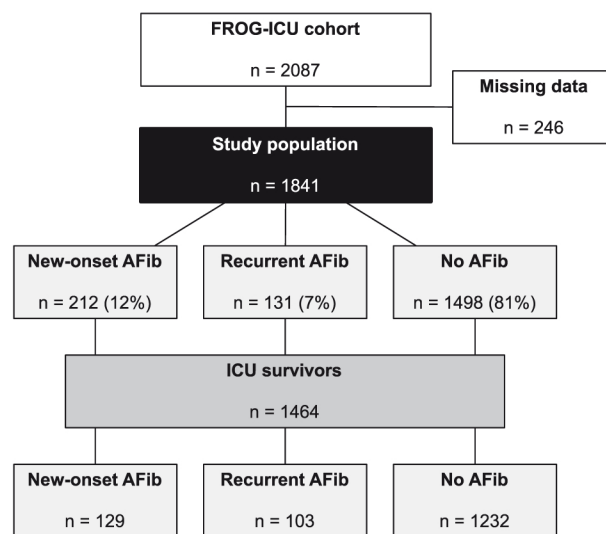 FROG-ICU cohort
n = 2087
Missing data
n = 246
Study population
n = 1841
New-onset AFib
n = 212 (12%)
Recurrent AFib
n = 131 (7%)
No AFib
n = 1498 (81%)
ICU survivors
n = 1464
New-onset AFib
n = 129
Recurrent AFib
n = 103
No AFib
n = 1232